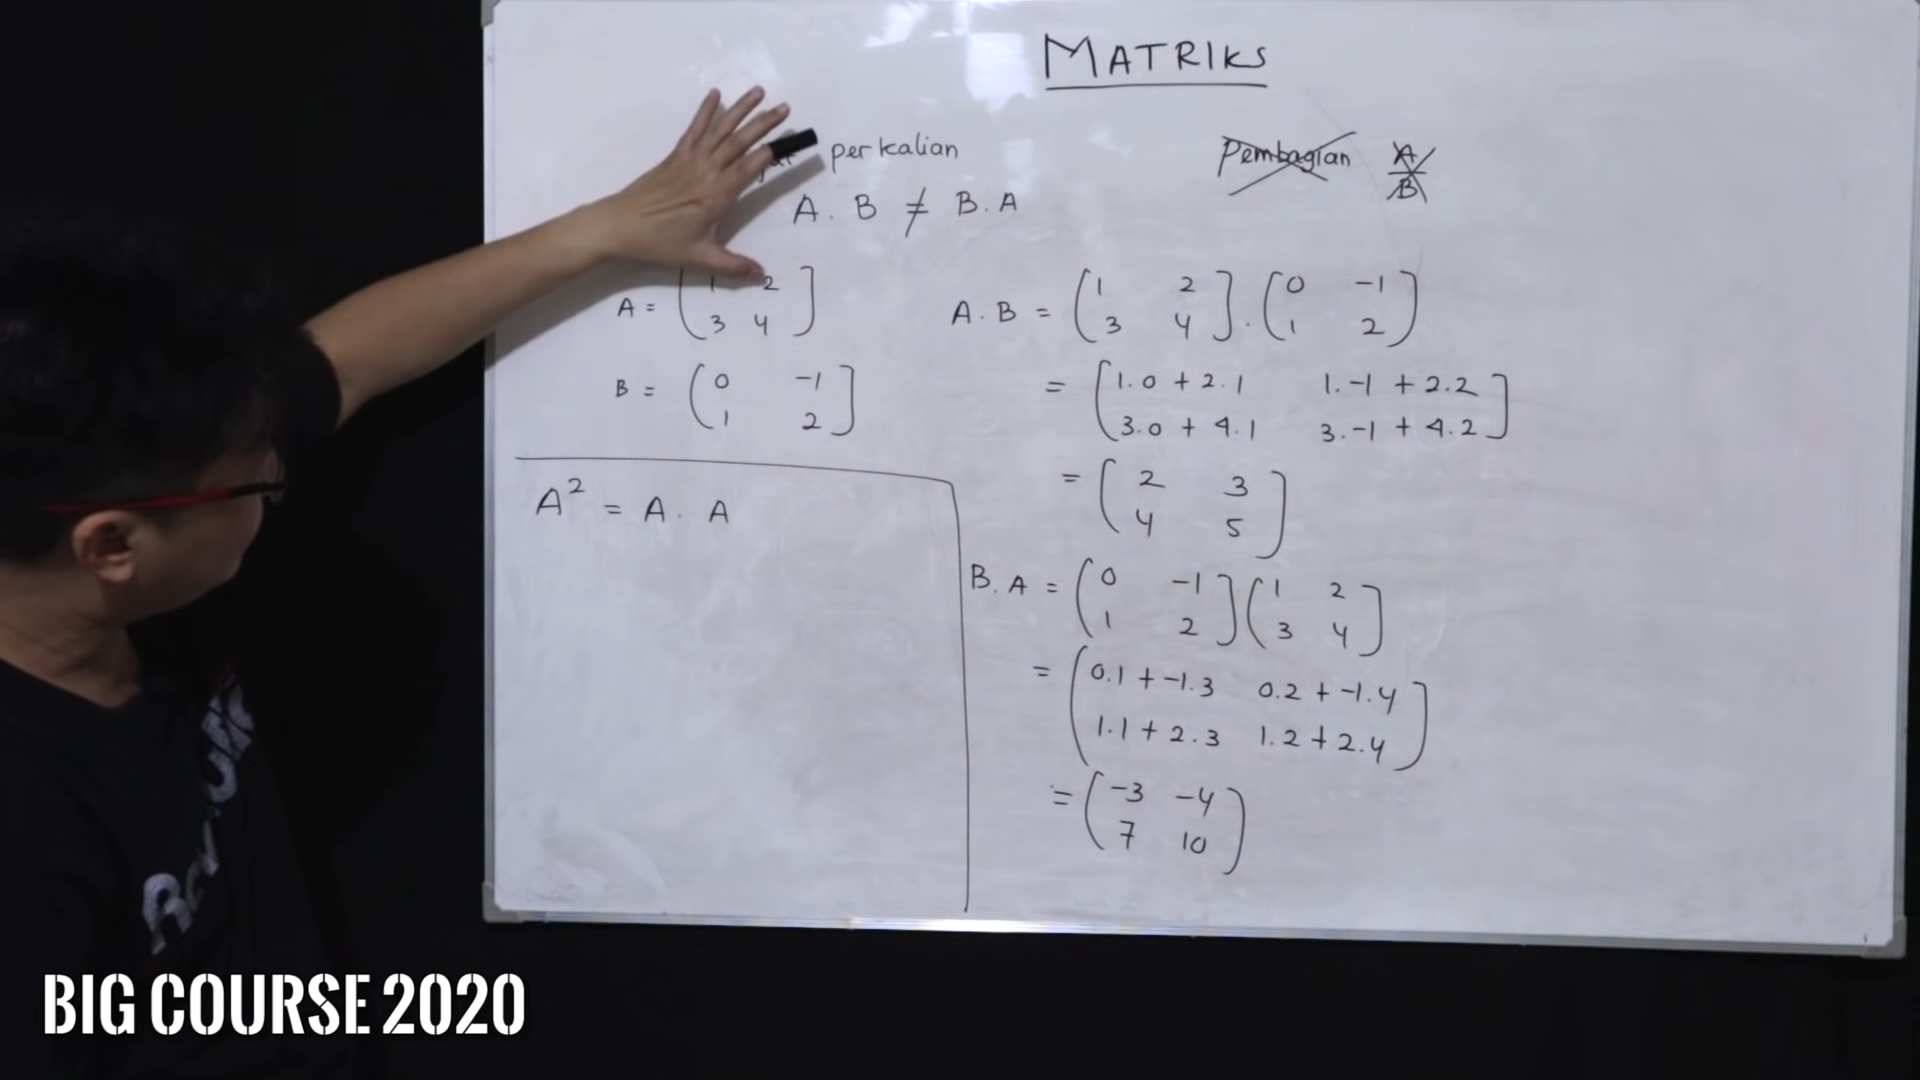 MATRIKS
perkalian
A . B ≠ B . A
Pembagian A/B
A = ( 1 2
3 4 )
B = ( 0 -1
1 2 )
A² = A . A
A . B = ( 1 2
3 4 ) . ( 0 -1
1 2 )
= ( 1.0 + 2.1 1.-1 + 2.2
3.0 + 4.1 3.-1 + 4.2 )
= ( 2 3
4 5 )
B . A = ( 0 -1
1 2 ) ( 1 2
3 4 )
= ( 0.1 + -1.3 0.2 + -1.4
1.1 + 2.3 1.2 + 2.4 )
= ( -3 -4
7 10 )
BIG COURSE 2020